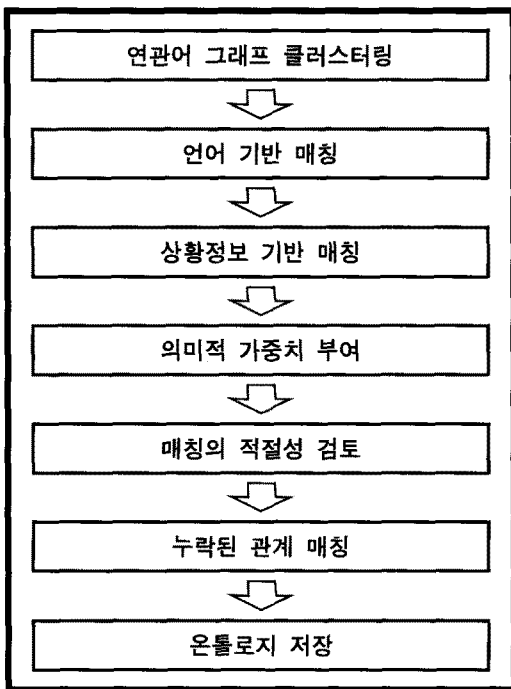 연관어 그래프 클러스터링
언어 기반 매칭
상황정보 기반 매칭
의미적 가중치 부여
매칭의 적절성 검토
누락된 관계 매칭
온톨로지 저장